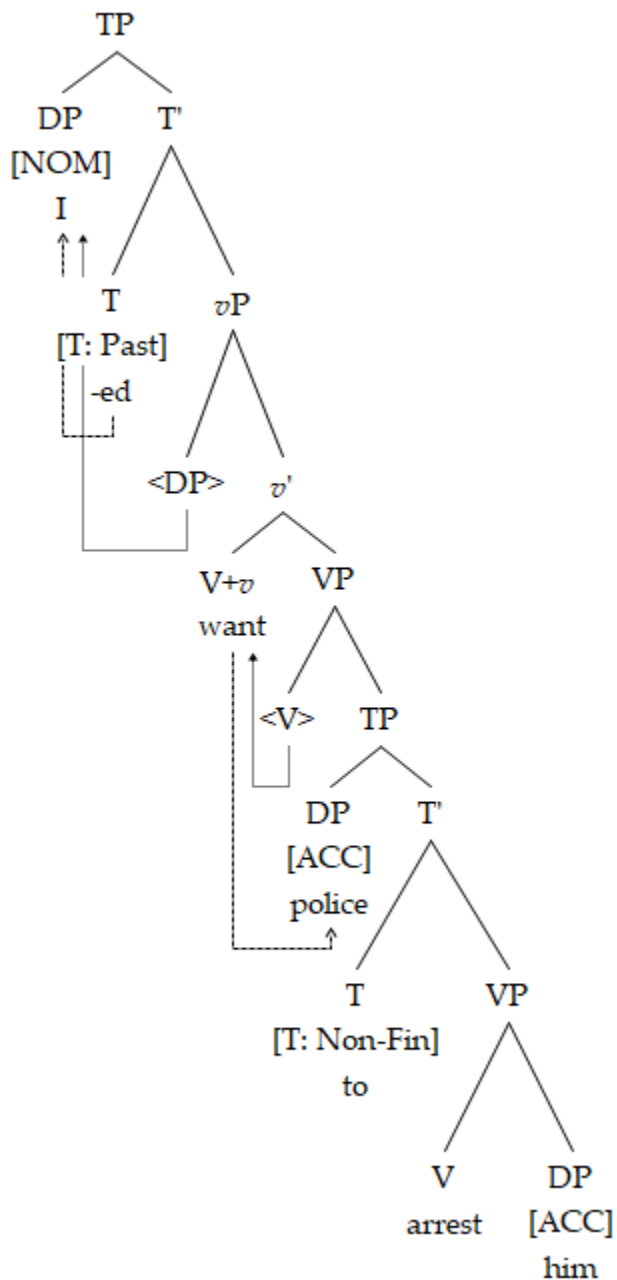 TP
DP T'
[NOM]
I
T vP
[T: Past]
-ed
<DP> v'
V+v VP
want
<V> TP
DP T'
[ACC]
police
T VP
[T: Non-Fin]
to
V DP
arrest [ACC]
him